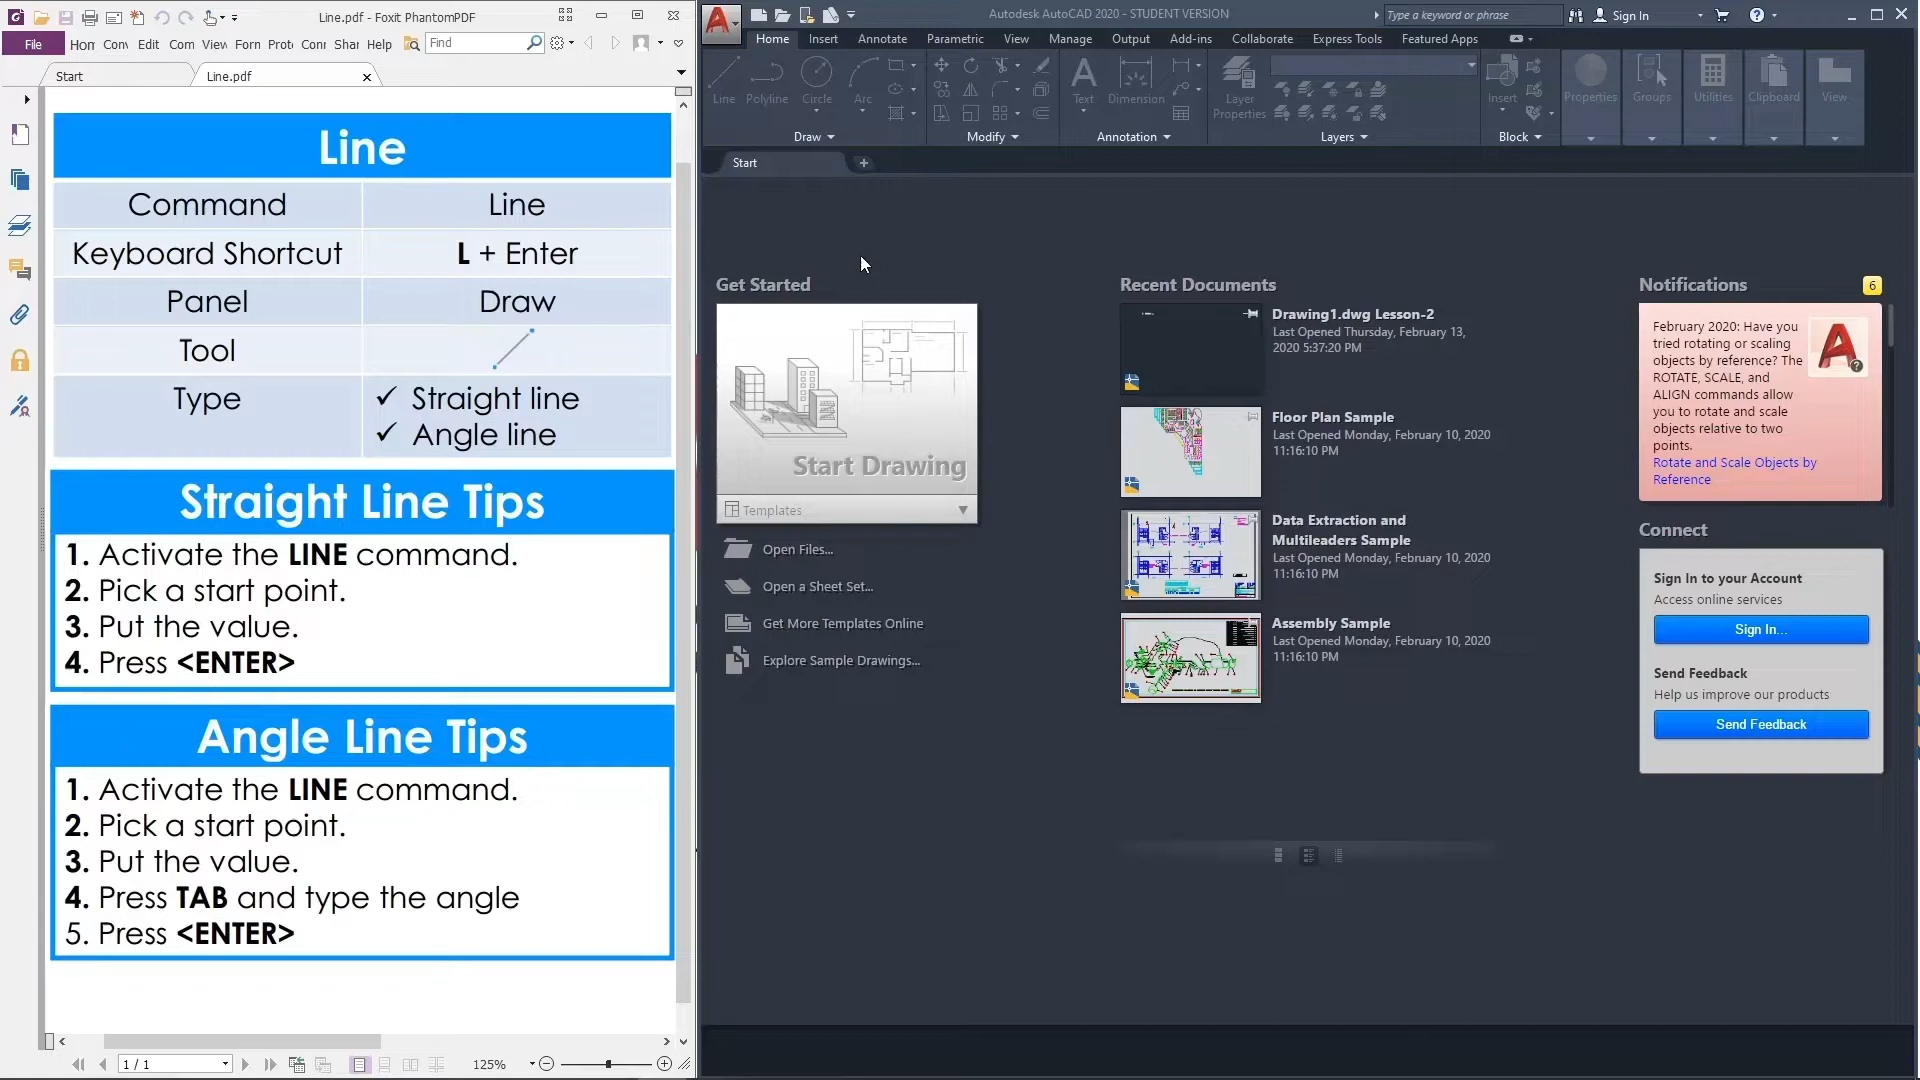 Line.pdf - Foxit PhantomPDF
File Hon Con Edit Com View Forn Prot Conr Shar Help Find
Start Line.pdf
Line
Command Line
Keyboard Shortcut L + Enter
Panel Draw
Tool
Type ✓ Straight line
✓ Angle line
Straight Line Tips
1. Activate the LINE command.
2. Pick a start point.
3. Put the value.
4. Press <ENTER>
Angle Line Tips
1. Activate the LINE command.
2. Pick a start point.
3. Put the value.
4. Press TAB and type the angle
5. Press <ENTER>
1 / 1 125%
Autodesk AutoCAD 2020 - STUDENT VERSION Type a keyword or phrase Sign In
Home Insert Annotate Parametric View Manage Output Add-ins Collaborate Express Tools Featured Apps
Line Polyline Circle Arc Text Dimension Layer Properties Insert Properties Groups Utilities Clipboard View
Draw Modify Annotation Layers Block
Start
Get Started
Start Drawing
Templates
Open Files...
Open a Sheet Set...
Get More Templates Online
Explore Sample Drawings...
Recent Documents
Drawing1.dwg Lesson-2
Last Opened Thursday, February 13,
2020 5:37:20 PM
Floor Plan Sample
Last Opened Monday, February 10, 2020
11:16:10 PM
Data Extraction and
Multileaders Sample
Last Opened Monday, February 10, 2020
11:16:10 PM
Assembly Sample
Last Opened Monday, February 10, 2020
11:16:10 PM
Notifications 6
February 2020: Have you
tried rotating or scaling
objects by reference? The
ROTATE, SCALE, and
ALIGN commands allow
you to rotate and scale
objects relative to two
points.
Rotate and Scale Objects by
Reference
Connect
Sign In to your Account
Access online services
Sign In...
Send Feedback
Help us improve our products
Send Feedback